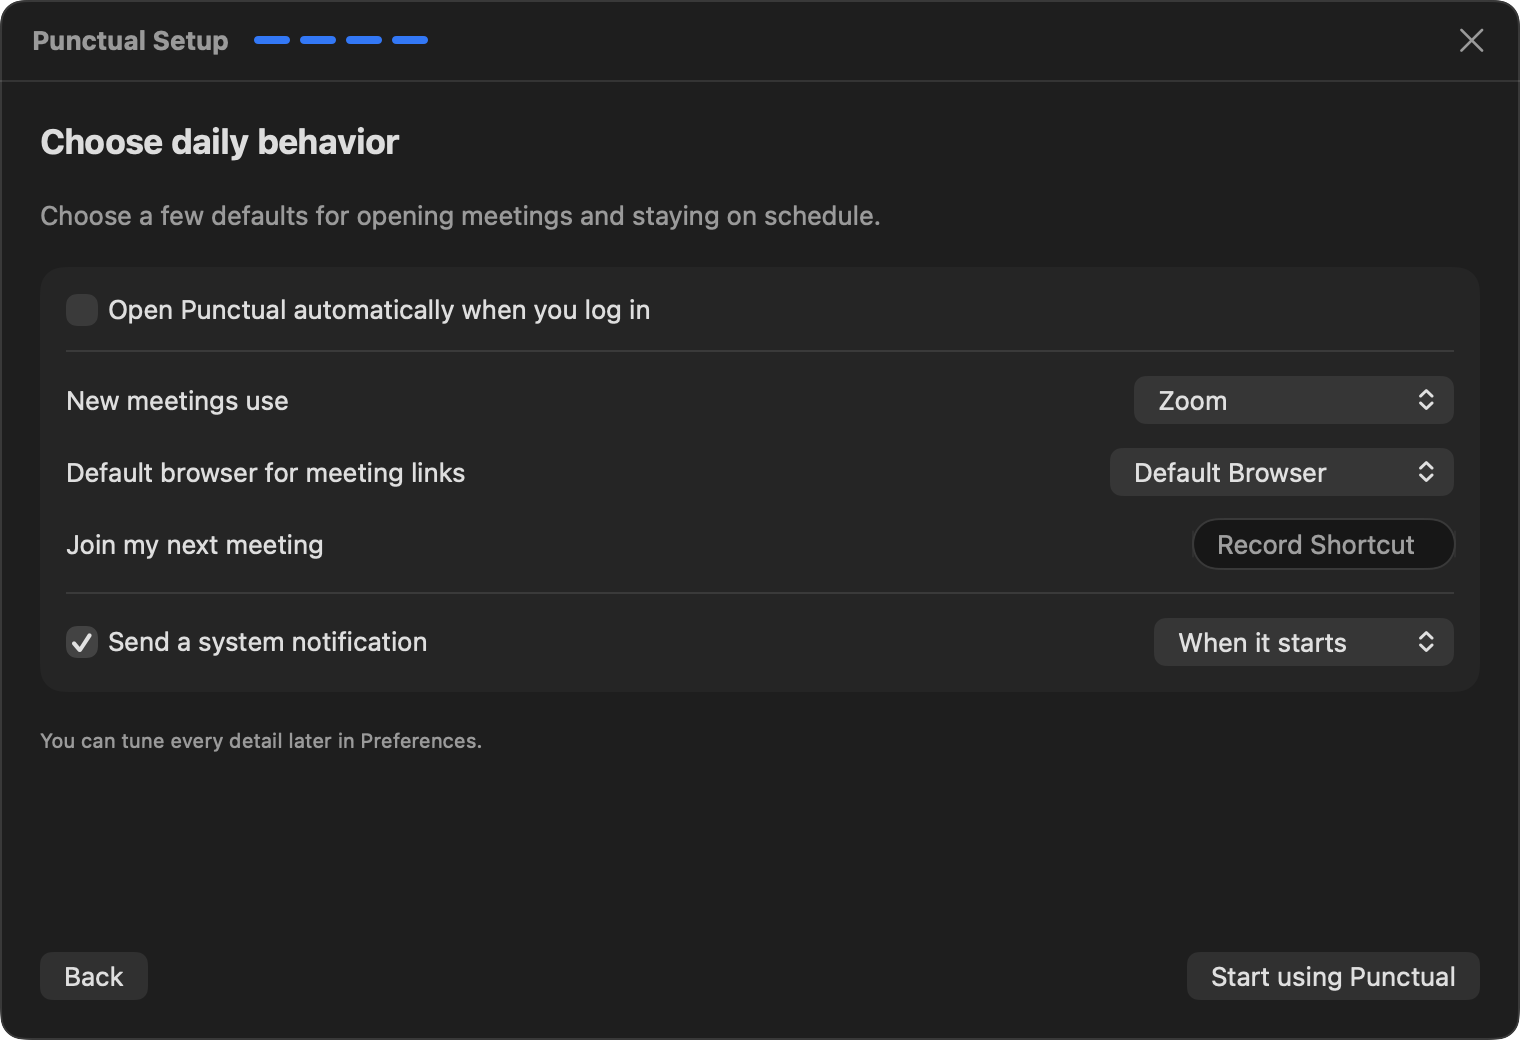 Punctual Setup
Choose daily behavior
Choose a few defaults for opening meetings and staying on schedule.
Open Punctual automatically when you log in
New meetings use
Zoom
Default browser for meeting links
Default Browser
Join my next meeting
Record Shortcut
Send a system notification
When it starts
You can tune every detail later in Preferences.
Back
Start using Punctual